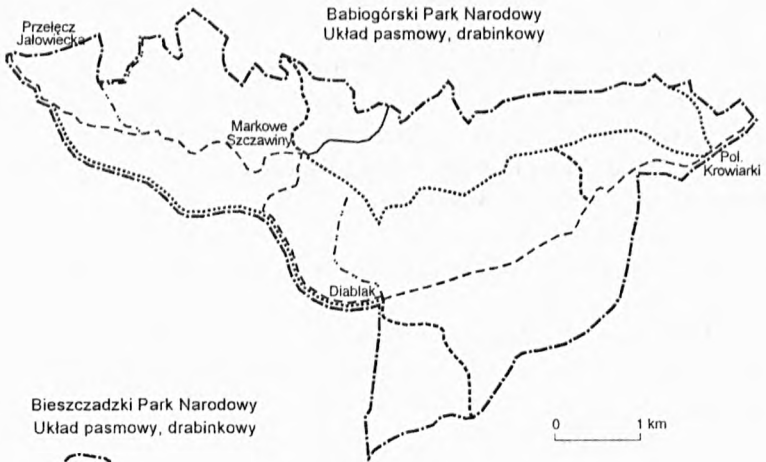 Babiogórski Park Narodowy
Układ pasmowy, drabinkowy
Przełęcz
Jałowiecka
Markowe
Szczawiny
Pol.
Krowiarki
Diablak
Bieszczadzki Park Narodowy
Układ pasmowy, drabinkowy
0 1 km